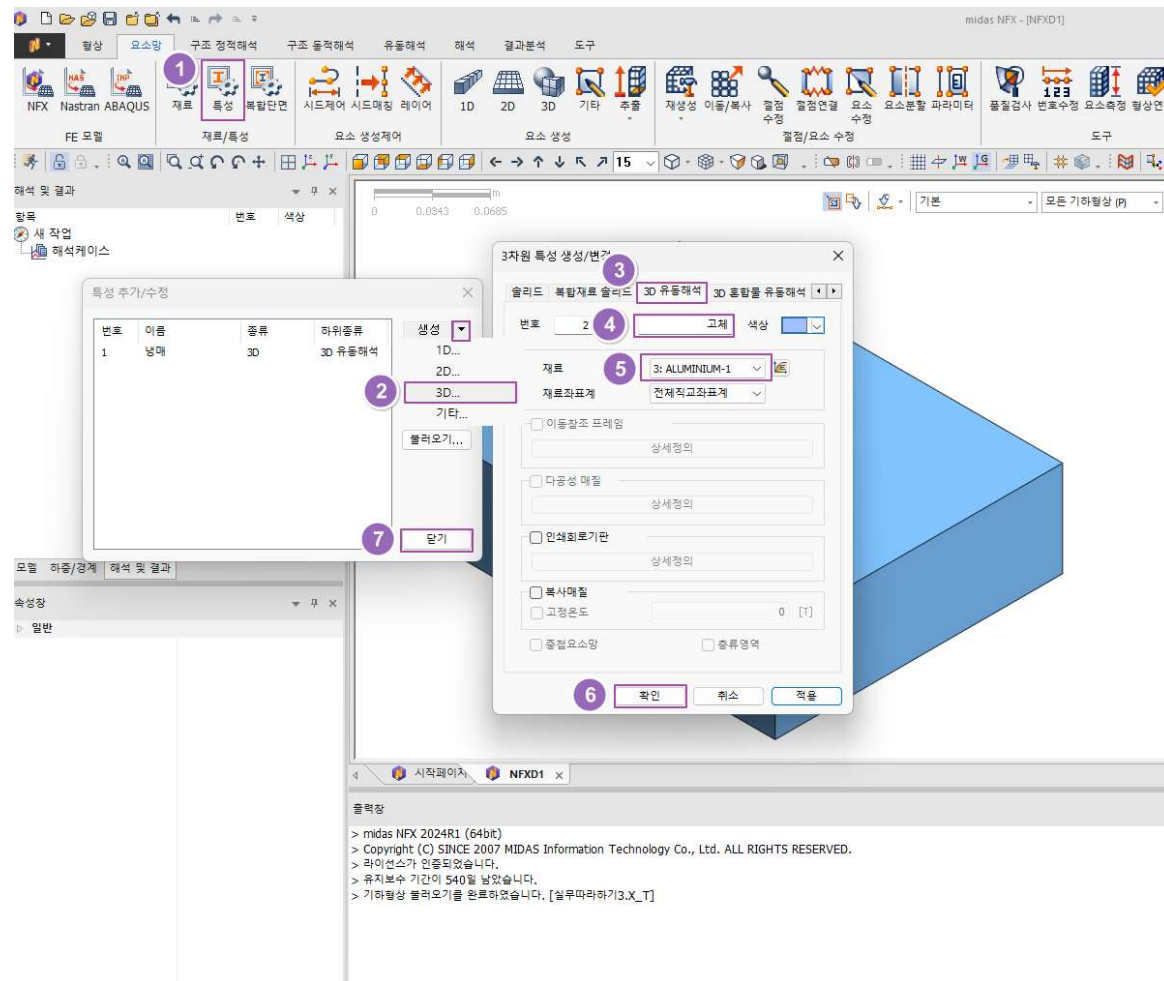 midas NFX - [NFXD1]
형상 요소망 구조 정적해석 구조 동적해석 유동해석 해석 결과분석 도구
1
NAS INP
NFX Nastran ABAQUS 재료 특성 복합단면 시드제어 시드매칭 레이어 1D 2D 3D 기타 추출 재생성 이동/복사 절점 수정 절점연결 요소 수정 요소분할 파라미터 품질검사 번호수정 요소측정 형상연
FE 모델 재료/특성 요소 생성제어 요소 생성 절점/요소 수정 도구
15
해석 및 결과
항목 번호 색상
새 작업
해석케이스
[m
0 0.0343 0.0685
기본 모든 기하형상 (P)
특성 추가/수정
번호 이름 종류 하위종류
1 냉매 3D 3D 유동해석
생성
1D...
2D...
2 3D...
기타...
불러오기...
7 닫기
3차원 특성 생성/변경
3
솔리드 복합재료 솔리드 3D 유동해석 3D 혼합물 유동해석
번호 2 4 고체 색상
재료 5 3: ALUMINIUM-1
재료좌표계 전체직교좌표계
이동참조 프레임
상세정의
다공성 매질
상세정의
인쇄회로기판
상세정의
복사매질
고정온도 0 [T]
중첩요소망 층류영역
6 확인 취소 적용
모델 하중/경계 해석 및 결과
속성창
일반
시작페이지 NFXD1
출력창
> midas NFX 2024R1 (64bit)
> Copyright (C) SINCE 2007 MIDAS Information Technology Co., Ltd. ALL RIGHTS RESERVED.
> 라이선스가 인증되었습니다.
> 유지보수 기간이 540일 남았습니다.
> 기하형상 불러오기를 완료하였습니다. [실무따라하기3.X_T]